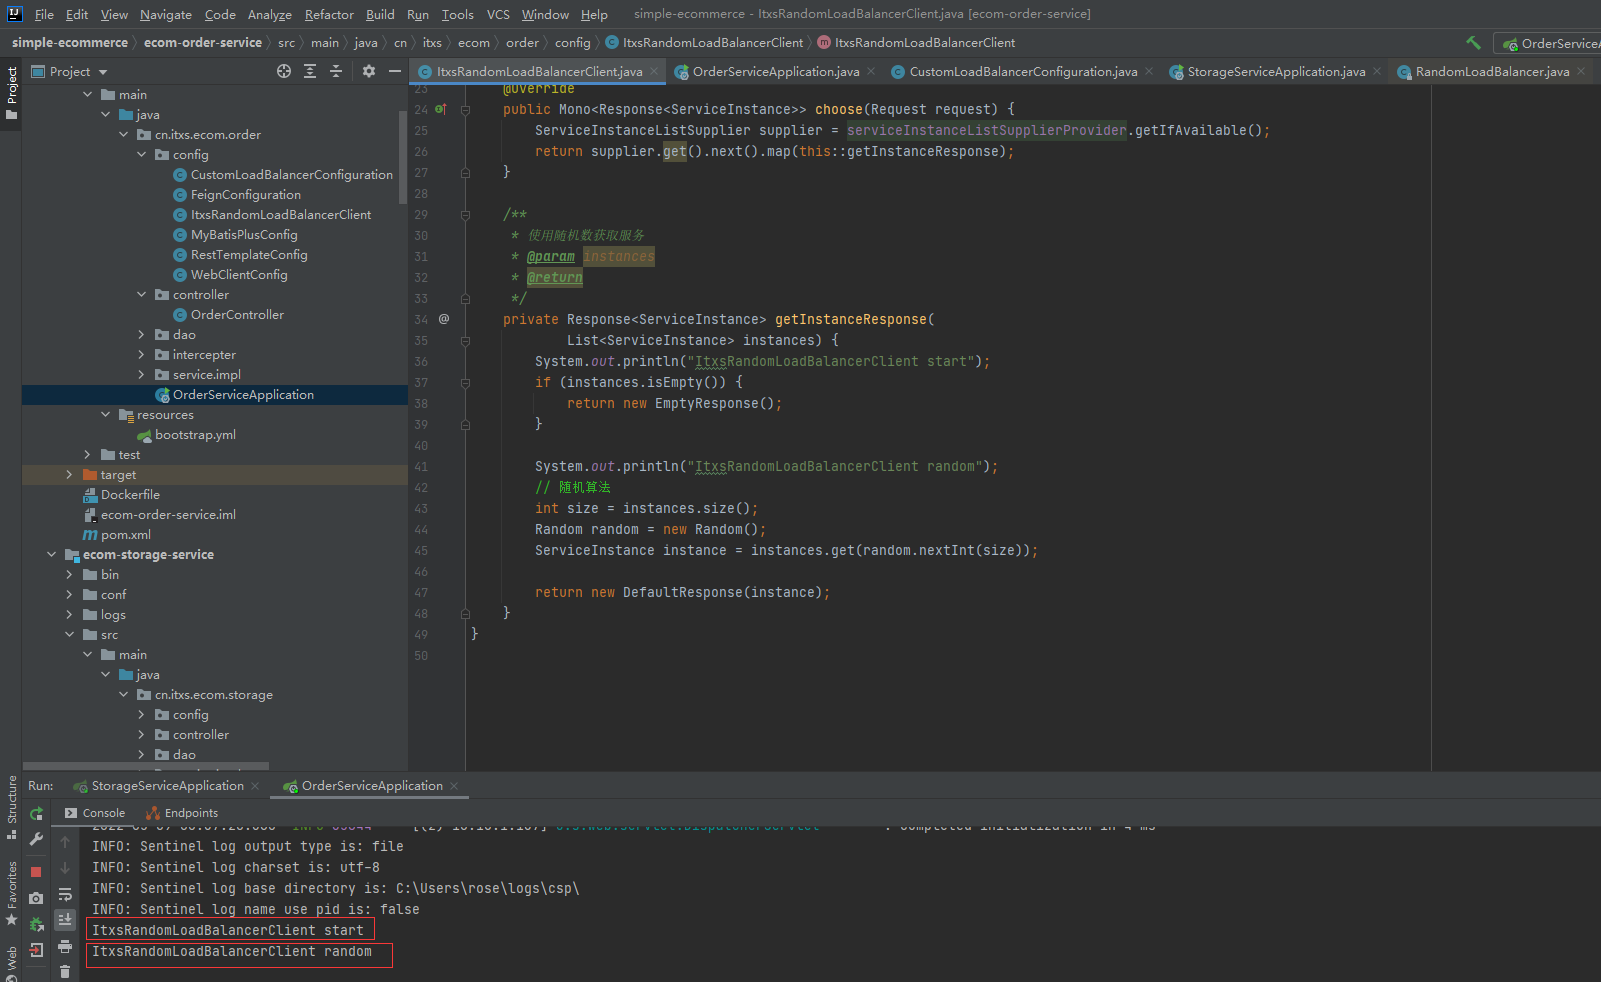 File Edit View Navigate Code Analyze Refactor Build Run Tools VCS Window Help simple-ecommerce - ItxsRandomLoadBalancerClient.java [ecom-order-service]
simple-ecommerce ecom-order-service src main java cn itxs ecom order config ItxsRandomLoadBalancerClient ItxsRandomLoadBalancerClient OrderServiceA
Project
ItxsRandomLoadBalancerClient.java OrderServiceApplication.java CustomLoadBalancerConfiguration.java StorageServiceApplication.java RandomLoadBalancer.java
Project
main
java
cn.itxs.ecom.order
config
CustomLoadBalancerConfiguration
FeignConfiguration
ItxsRandomLoadBalancerClient
MyBatisPlusConfig
RestTemplateConfig
WebClientConfig
controller
OrderController
dao
intercepter
service.impl
OrderServiceApplication
resources
bootstrap.yml
test
target
Dockerfile
ecom-order-service.iml
pom.xml
ecom-storage-service
bin
conf
logs
src
main
java
cn.itxs.ecom.storage
config
controller
dao
23 @Override
24 public Mono<Response<ServiceInstance>> choose(Request request) {
25 ServiceInstanceListSupplier supplier = serviceInstanceListSupplierProvider.getIfAvailable();
26 return supplier.get().next().map(this::getInstanceResponse);
27 }
28
29 /**
30 * 使用随机数获取服务
31 * @param instances
32 * @return
33 */
34 private Response<ServiceInstance> getInstanceResponse(
35 List<ServiceInstance> instances) {
36 System.out.println("ItxsRandomLoadBalancerClient start");
37 if (instances.isEmpty()) {
38 return new EmptyResponse();
39 }
40
41 System.out.println("ItxsRandomLoadBalancerClient random");
42 // 随机算法
43 int size = instances.size();
44 Random random = new Random();
45 ServiceInstance instance = instances.get(random.nextInt(size));
46
47 return new DefaultResponse(instance);
48 }
49 }
50
Structure
Favorites
Web
Run: StorageServiceApplication OrderServiceApplication
Console Endpoints
INFO: Sentinel log output type is: file
INFO: Sentinel log charset is: utf-8
INFO: Sentinel log base directory is: C:\Users\rose\logs\csp\
INFO: Sentinel log name use pid is: false
ItxsRandomLoadBalancerClient start
ItxsRandomLoadBalancerClient random